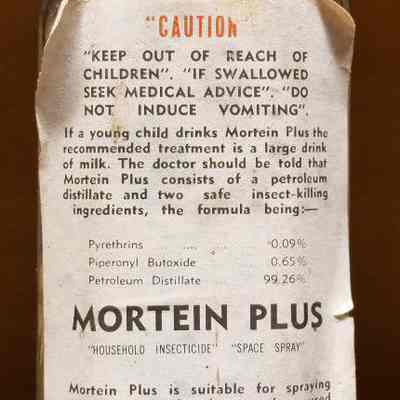 "CAUTION"
"KEEP OUT OF REACH OF
CHILDREN". "IF SWALLOWED
SEEK MEDICAL ADVICE". "DO
NOT INDUCE VOMITING".
If a young child drinks Mortein Plus the
recommended treatment is a large drink
of milk. The doctor should be told that
Mortein Plus consists of a petroleum
distillate and two safe insect-killing
ingredients, the formula being:—
Pyrethrins .... .... 0.09%
Piperonyl Butoxide .... 0.65%
Petroleum Distillate .... 99.26%
MORTEIN PLUS
"HOUSEHOLD INSECTICIDE" "SPACE SPRAY"
Mortein Plus is suitable for spraying